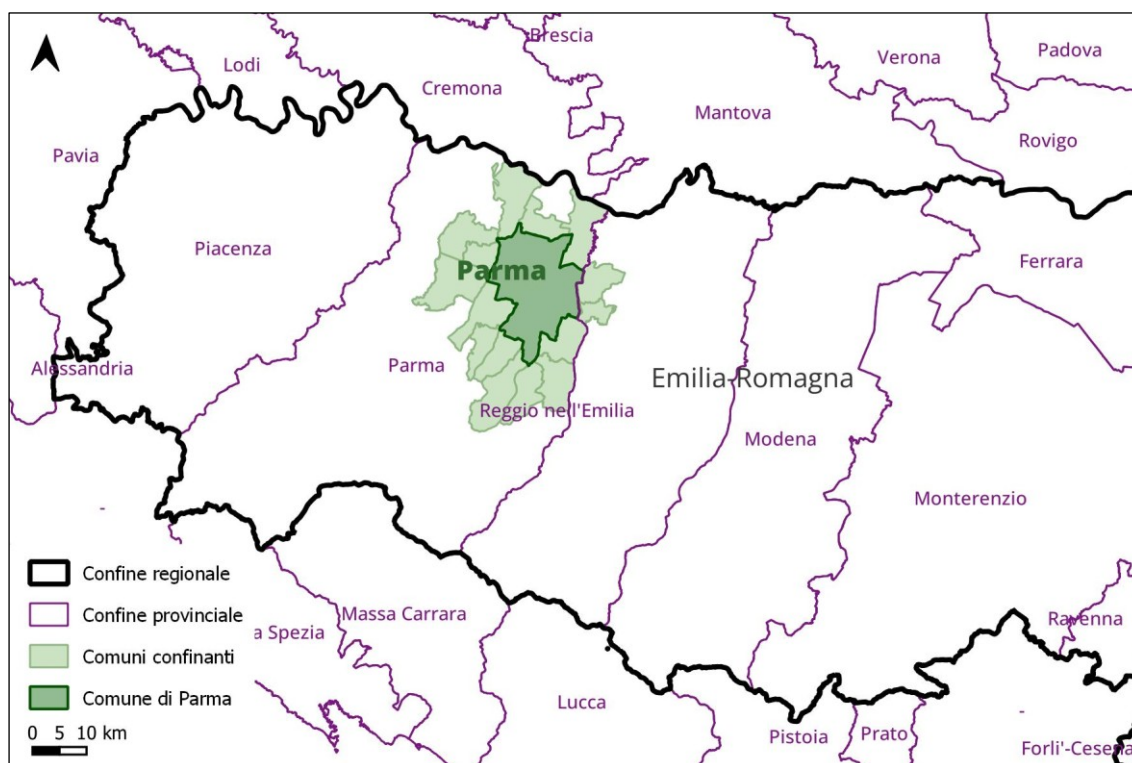 Brescia
Padova
Verona
Lodi
Cremona
Mantova
Rovigo
Pavia
Piacenza
Parma
Ferrara
Alessandria
Parma
Emilia-Romagna
Reggio nell'Emilia
Modena
Monterenzio
Confine regionale
Confine provinciale
Massa Carrara
Ravenna
a Spezia
Comuni confinanti
Comune di Parma
Lucca
0 5 10 km
Pistoia
Prato
Forli'-Cesena